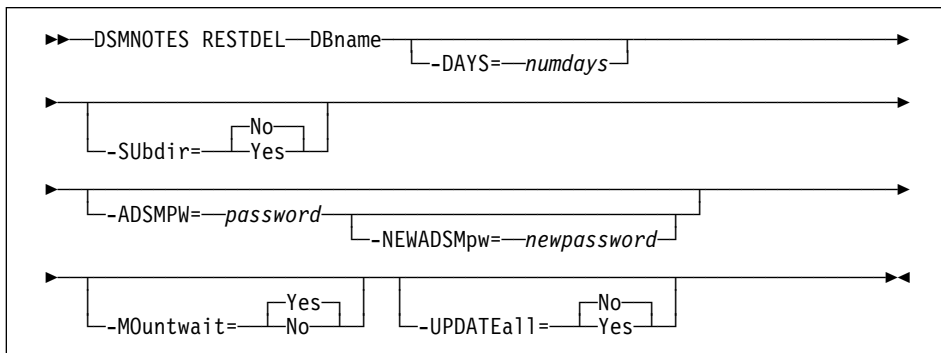 DSMNOTES RESTDEL DBname
-DAYS= numdays
No
-SUbdir= Yes
-ADSMPW= password
-NEWADSMpw= newpassword
Yes No
-MOuntwait= No -UPDATEall= Yes